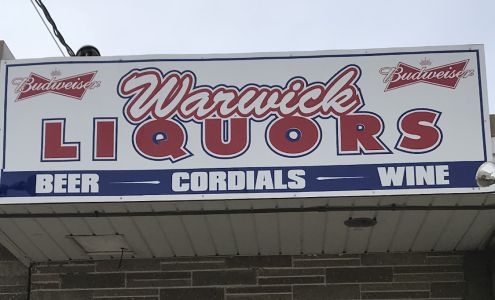 Budweiser
Warwick
Budweiser
LIQUORS
BEER CORDIALS WINE